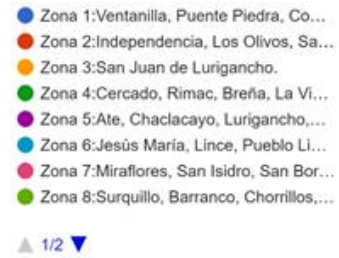 Zona 1:Ventanilla, Puente Piedra, Co...
Zona 2:Independencia, Los Olivos, Sa...
Zona 3:San Juan de Lurigancho.
Zona 4:Cercado, Rimac, Breña, La Vi...
Zona 5:Ate, Chaclacayo, Lurigancho,...
Zona 6:Jesús María, Lince, Pueblo Li...
Zona 7:Miraflores, San Isidro, San Bor...
Zona 8:Surquillo, Barranco, Chorrillos,...
1/2